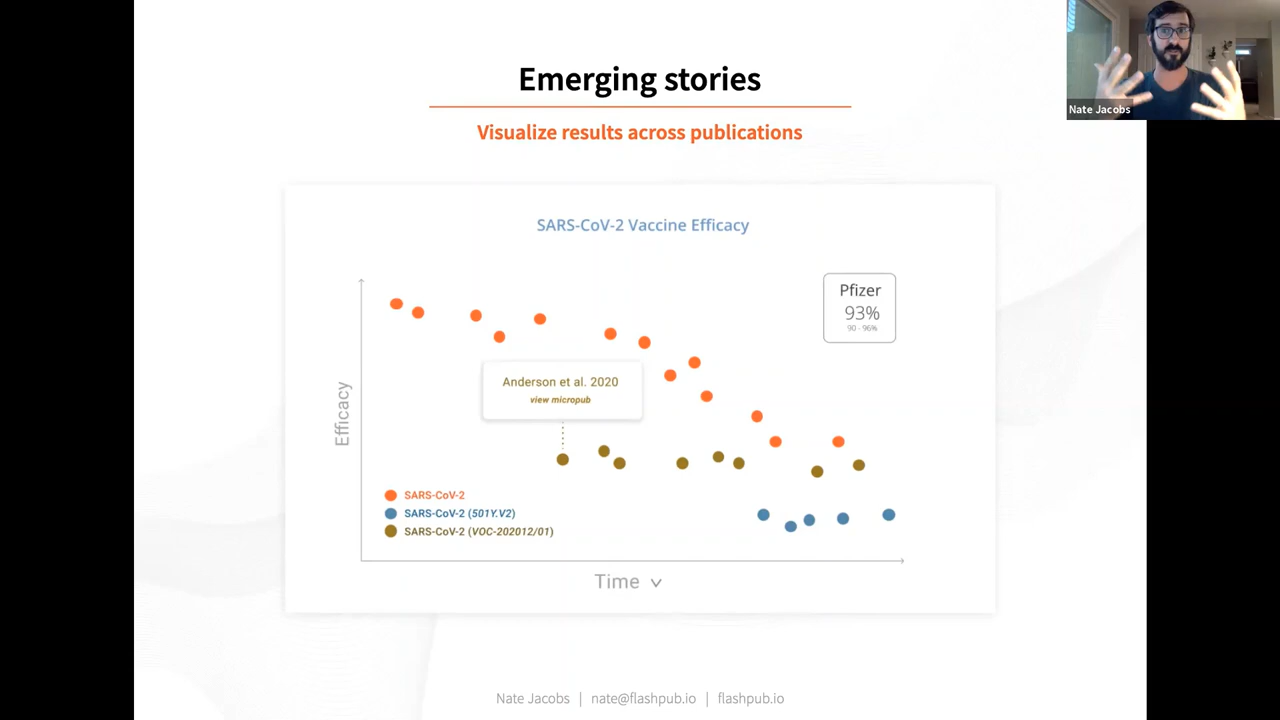 Emerging stories
Visualize results across publications
SARS-CoV-2 Vaccine Efficacy
Pfizer
93%
90 - 96%
Anderson et al. 2020
view micropub
Efficacy
SARS-CoV-2
SARS-CoV-2 (501Y.V2)
SARS-CoV-2 (VOC-202012/01)
Time
Nate Jacobs | nate@flashpub.io | flashpub.io
Nate Jacobs